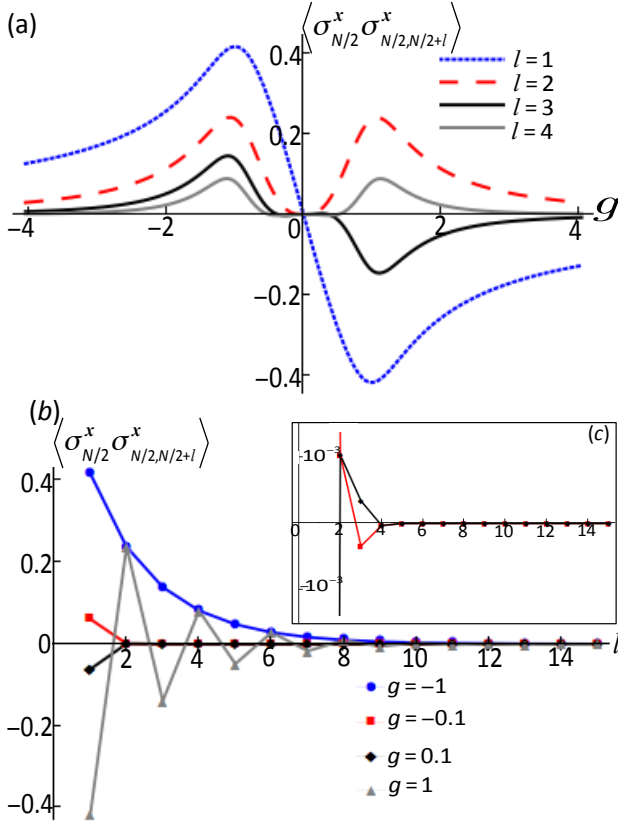 (a)
⟨σ^x_{N/2} σ^x_{N/2,N/2+l}⟩
0.4
0.2
0
−0.2
−0.4
l = 1
l = 2
l = 3
l = 4
−4 −2 0 2 4 g
(b)
⟨σ^x_{N/2} σ^x_{N/2,N/2+l}⟩
0.4
0.2
0
−0.2
−0.4
2 4 6 8 10 12 14 l
(c)
-10^{-3}
0 2 4 6 8 10 12 14
−10^{-3}
g = −1
g = −0.1
g = 0.1
g = 1